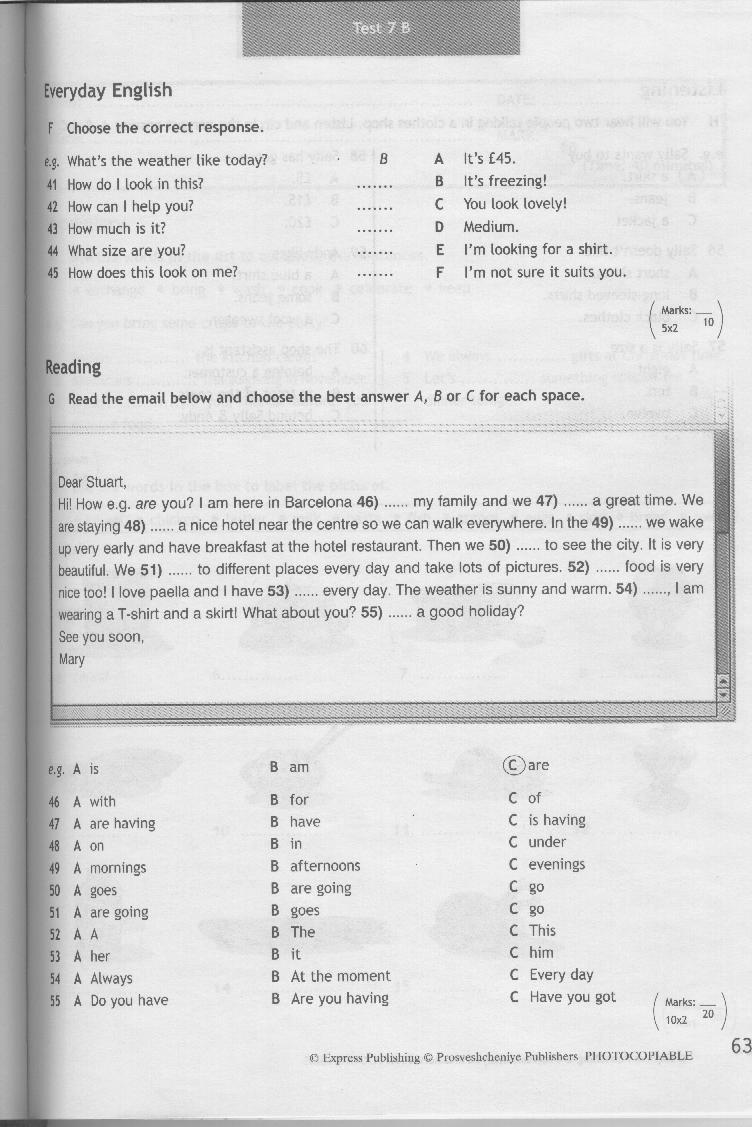 Test 7 B
Everyday English
F Choose the correct response.
e.g. What's the weather like today? B A It's £45.
41 How do I look in this? ....... B It's freezing!
42 How can I help you? ....... C You look lovely!
43 How much is it? ....... D Medium.
44 What size are you? ....... E I'm looking for a shirt.
45 How does this look on me? ....... F I'm not sure it suits you.
Marks: __
5x2 10
Reading
G Read the email below and choose the best answer A, B or C for each space.
Dear Stuart,
Hi! How e.g. are you? I am here in Barcelona 46) ...... my family and we 47) ...... a great time. We
are staying 48) ...... a nice hotel near the centre so we can walk everywhere. In the 49) ...... we wake
up very early and have breakfast at the hotel restaurant. Then we 50) ...... to see the city. It is very
beautiful. We 51) ...... to different places every day and take lots of pictures. 52) ...... food is very
nice too! I love paella and I have 53) ...... every day. The weather is sunny and warm. 54) ......, I am
wearing a T-shirt and a skirt! What about you? 55) ...... a good holiday?
See you soon,
Mary
e.g. A is B am C are
46 A with B for C of
47 A are having B have C is having
48 A on B in C under
49 A mornings B afternoons C evenings
50 A goes B are going C go
51 A are going B goes C go
52 A A B The C This
53 A her B it C him
54 A Always B At the moment C Every day
55 A Do you have B Are you having C Have you got
Marks: __
10x2 20
© Express Publishing © Prosveshcheniye Publishers PHOTOCOPIABLE
63